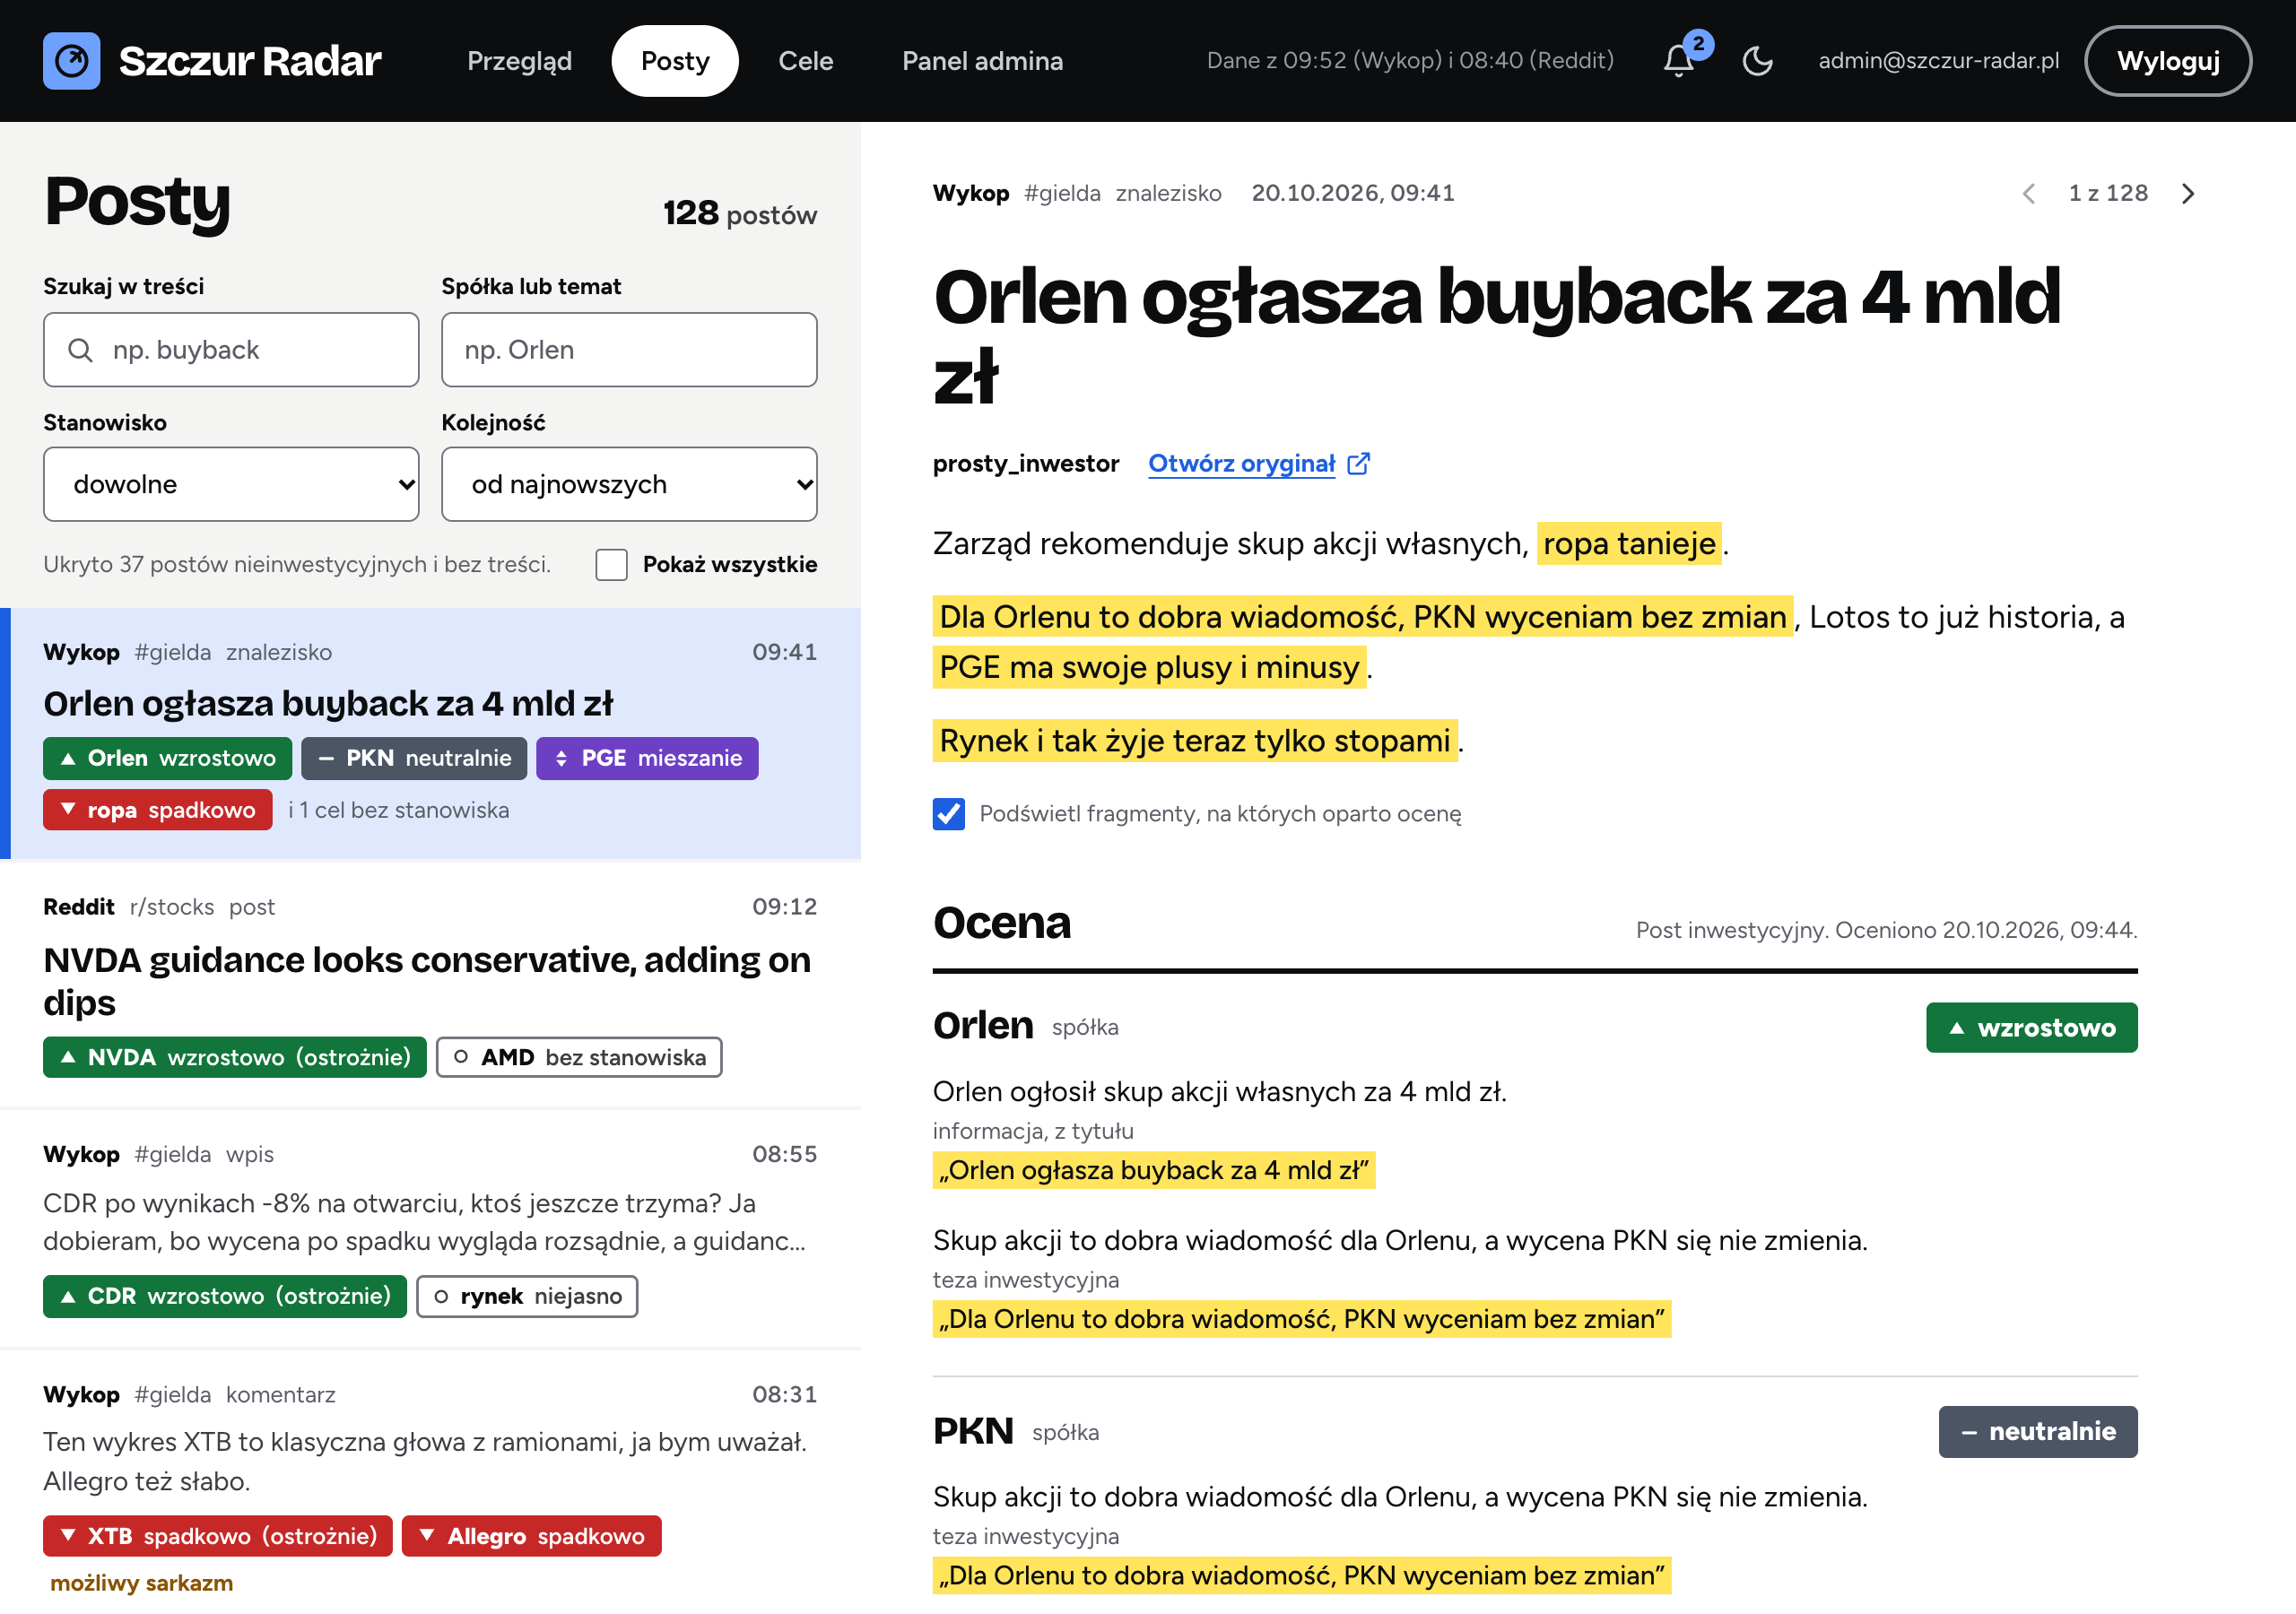 Szczur Radar
Przegląd
Posty
Cele
Panel admina
Dane z 09:52 (Wykop) i 08:40 (Reddit)
2
admin@szczur-radar.pl
Wyloguj
Posty
128 postów
Szukaj w treści
Spółka lub temat
np. buyback
np. Orlen
Stanowisko
Kolejność
dowolne
od najnowszych
Ukryto 37 postów nieinwestycyjnych i bez treści.
Pokaż wszystkie
Wykop #gielda znalezisko 09:41
Orlen ogłasza buyback za 4 mld zł
Orlen wzrostowo
PKN neutralnie
PGE mieszanie
ropa spadkowo
i 1 cel bez stanowiska
Reddit r/stocks post 09:12
NVDA guidance looks conservative, adding on
dips
NVDA wzrostowo (ostrożnie)
AMD bez stanowiska
Wykop #gielda wpis 08:55
CDR po wynikach -8% na otwarciu, ktoś jeszcze trzyma? Ja
dobieram, bo wycena po spadku wygląda rozsądnie, a guidanc...
CDR wzrostowo (ostrożnie)
rynek niejasno
Wykop #gielda komentarz 08:31
Ten wykres XTB to klasyczna głowa z ramionami, ja bym uważał.
Allegro też słabo.
XTB spadkowo (ostrożnie)
Allegro spadkowo
możliwy sarkazm
Wykop #gielda znalezisko 20.10.2026, 09:41
1 z 128
Orlen ogłasza buyback za 4 mld
zł
prosty_inwestor
Otwórz oryginał
Zarząd rekomenduje skup akcji własnych, ropa tanieje.
Dla Orlenu to dobra wiadomość, PKN wyceniam bez zmian, Lotos to już historia, a
PGE ma swoje plusy i minusy.
Rynek i tak żyje teraz tylko stopami.
Podświetl fragmenty, na których oparto ocenę
Ocena
Post inwestycyjny. Oceniono 20.10.2026, 09:44.
Orlen spółka
wzrostowo
Orlen ogłosił skup akcji własnych za 4 mld zł.
informacja, z tytułu
„Orlen ogłasza buyback za 4 mld zł”
Skup akcji to dobra wiadomość dla Orlenu, a wycena PKN się nie zmienia.
teza inwestycyjna
„Dla Orlenu to dobra wiadomość, PKN wyceniam bez zmian”
PKN spółka
neutralnie
Skup akcji to dobra wiadomość dla Orlenu, a wycena PKN się nie zmienia.
teza inwestycyjna
„Dla Orlenu to dobra wiadomość, PKN wyceniam bez zmian”